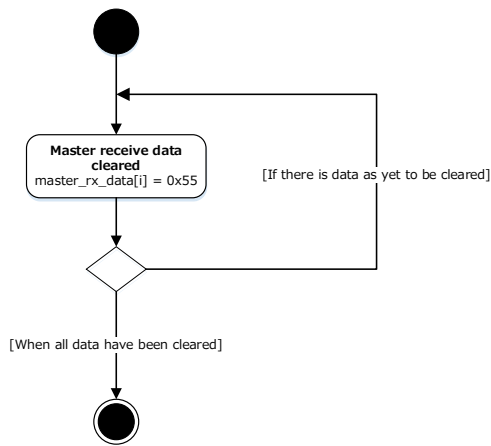 Master receive data
cleared
master_rx_data[i] = 0x55
[If there is data as yet to be cleared]
[When all data have been cleared]